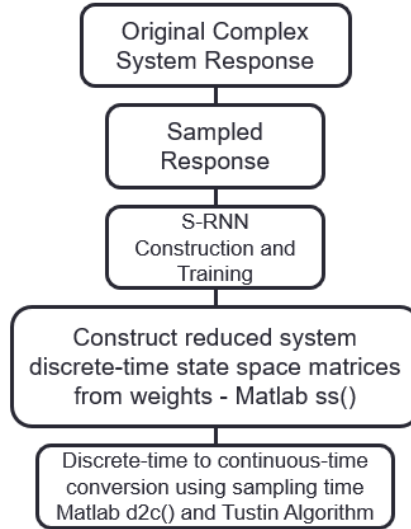 Original Complex
System Response
Sampled
Response
S-RNN
Construction and
Training
Construct reduced system
discrete-time state space matrices
from weights - Matlab ss()
Discrete-time to continuous-time
conversion using sampling time
Matlab d2c() and Tustin Algorithm